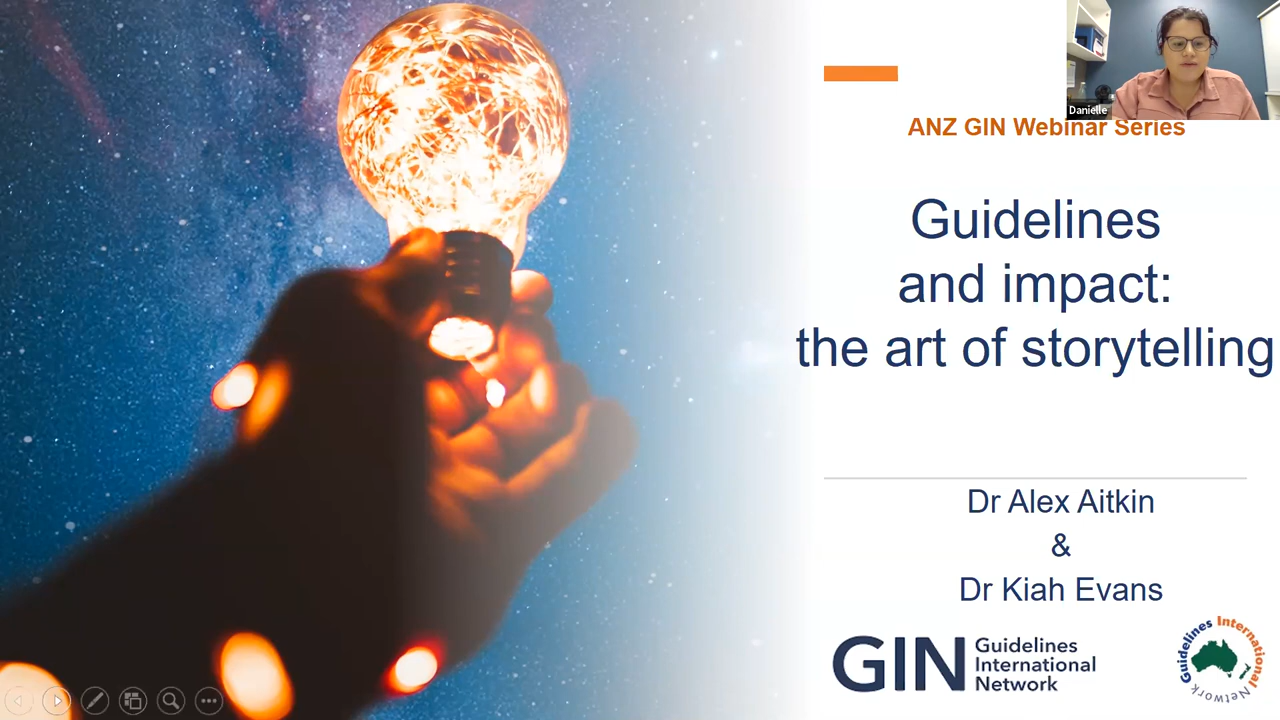 Danielle
ANZ GIN Webinar Series
Guidelines
and impact:
the art of storytelling
Dr Alex Aitkin
&
Dr Kiah Evans
GIN
Guidelines
International
Network
Guidelines International Network